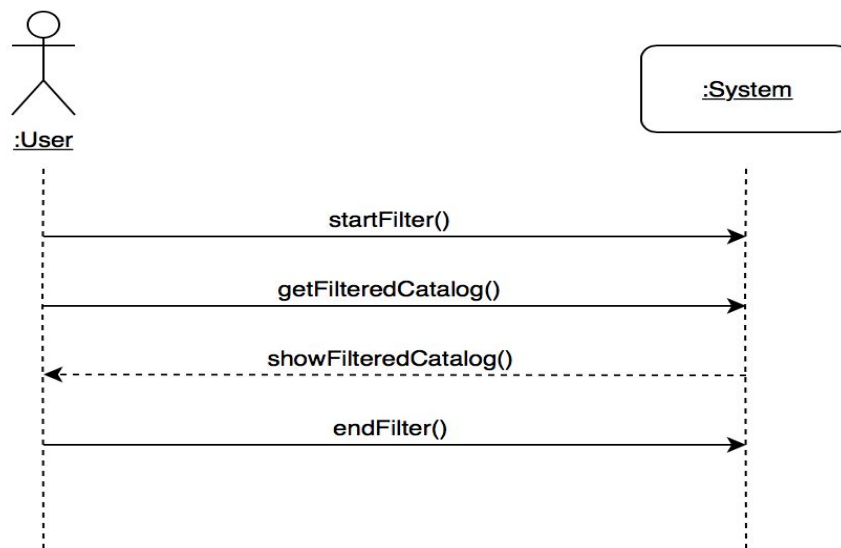 :User
:System
startFilter()
getFilteredCatalog()
showFilteredCatalog()
endFilter()